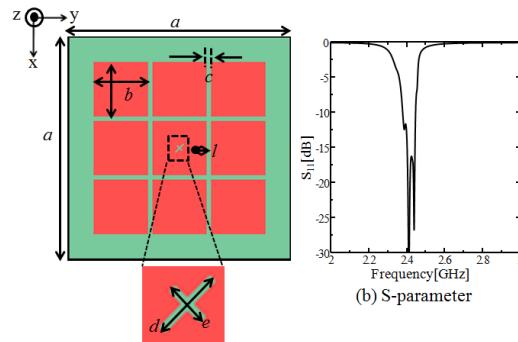 z
y
x
a
a
b
c
l
d
e
S11[dB]
0
-5
-10
-15
-20
-25
-30
2 2.2 2.4 2.6 2.8
Frequency[GHz]
(b) S-parameter